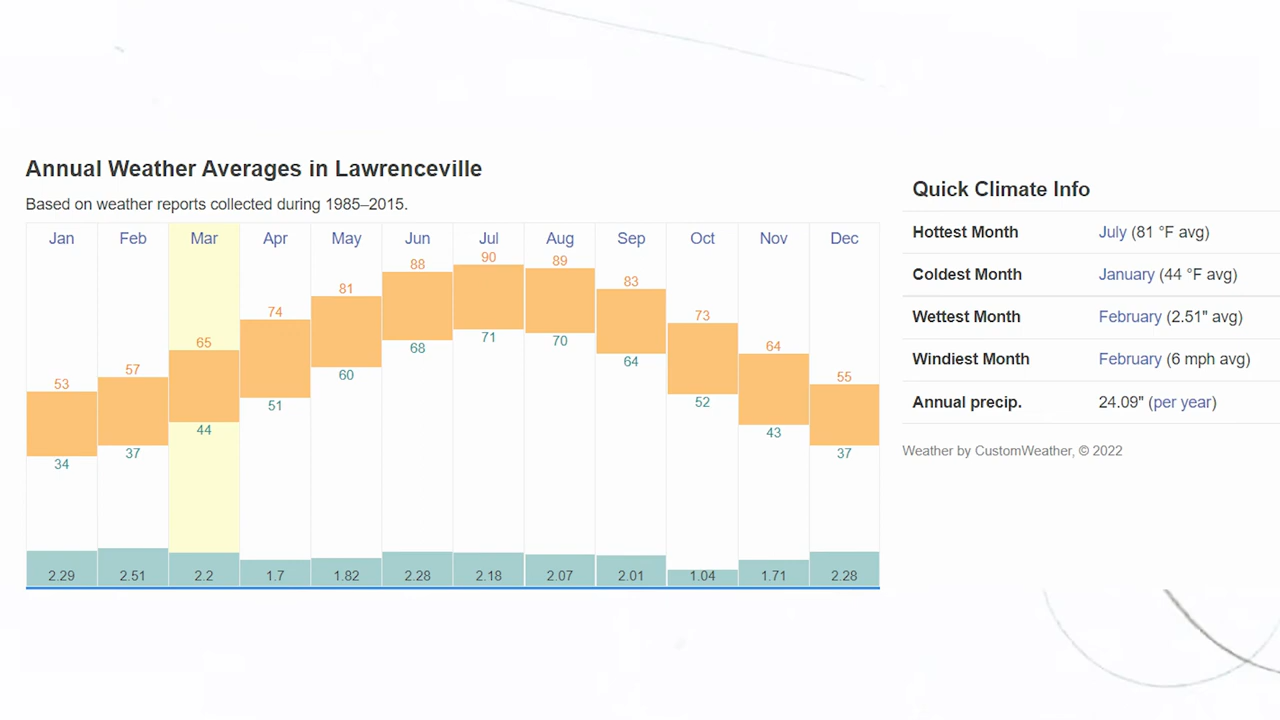 Annual Weather Averages in Lawrenceville
Based on weather reports collected during 1985–2015.
Jan Feb Mar Apr May Jun Jul Aug Sep Oct Nov Dec
53 57 65 74 81 88 90 89 83 73 64 55
34 37 44 51 60 68 71 70 64 52 43 37
2.29 2.51 2.2 1.7 1.82 2.28 2.18 2.07 2.01 1.04 1.71 2.28
Quick Climate Info
Hottest Month July (81 °F avg)
Coldest Month January (44 °F avg)
Wettest Month February (2.51" avg)
Windiest Month February (6 mph avg)
Annual precip. 24.09" (per year)
Weather by CustomWeather, © 2022